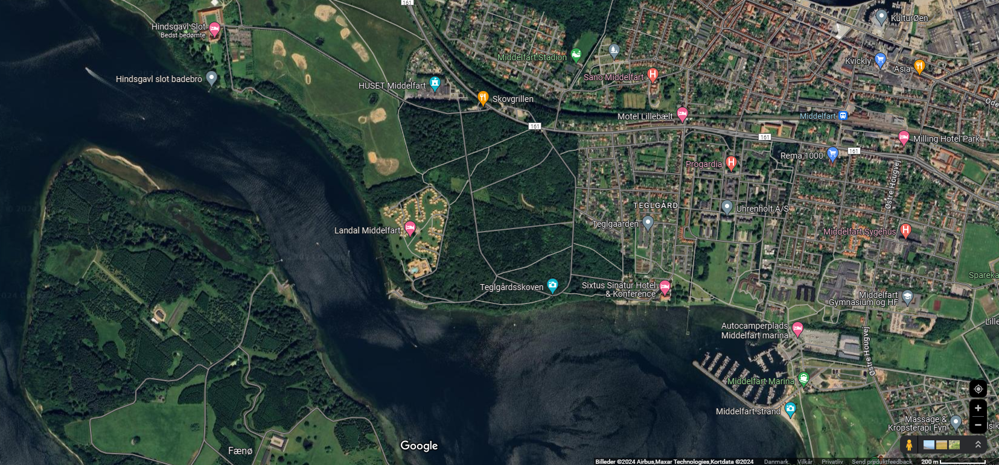 161
KulturØen
Hindsgavl Slot
Bedst bedømte
Middelfart Stadion
Kvickly
Asia
Hindsgavl slot badebro
Sano Middelfart
HUSET Middelfart
Skovgrillen
Motel Lillebælt
Middelfart
Ode
161
161
Milling Hotel Park
161
Rema 1000
Progardia
Østre Hougvej
TEGLGÅRD
Uhrenholt A/S
Teglgaarden
Landal Middelfart
Middelfart Sygehus
Spareka
Teglgårdsskoven
Sixtus Sinatur Hotel
& Konference
Middelfart
Gymnasium og HF
Lille
Autocamperplads
Middelfart marina
Østre Hougvej
Middelfart Marina
Middelfart strand
Massage &
Kropsterapi Fyn
Fænø
Google
Billeder ©2024 Airbus,Maxar Technologies,Kortdata ©2024 Danmark Vilkår Privatliv Send produktfeedback 200 m